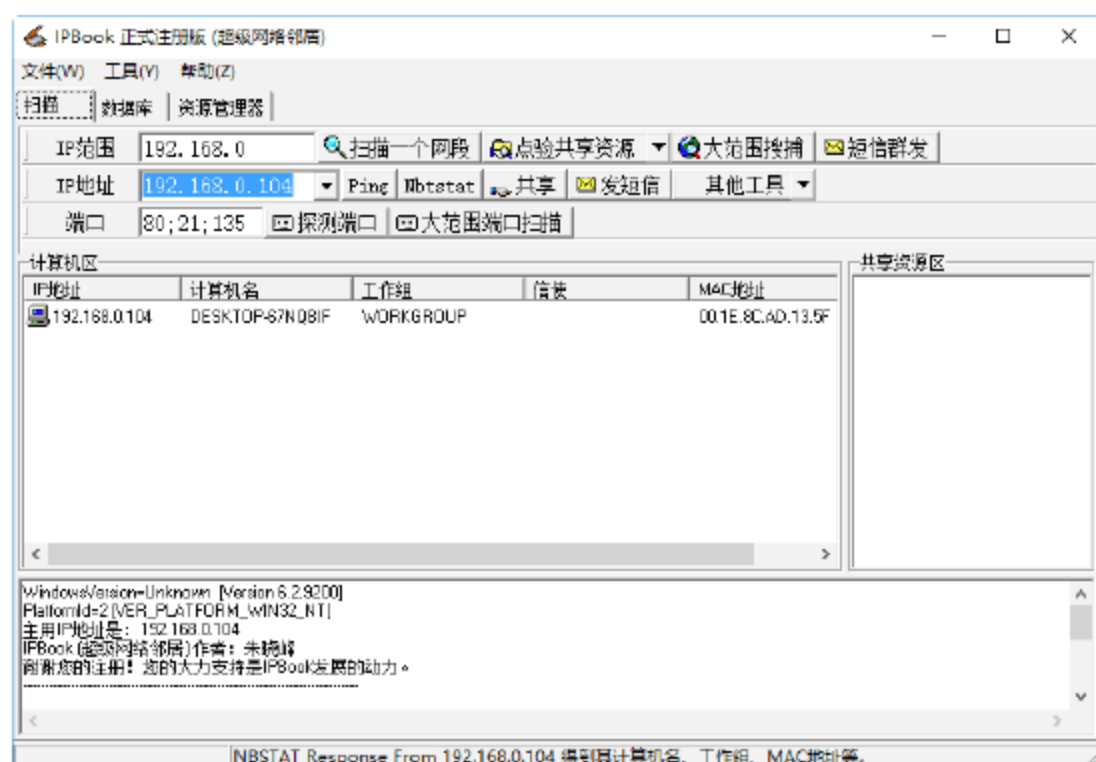 IPBook 正式注册版 (超级网络邻居)
文件(W) 工具(Y) 帮助(Z)
扫描 数据库 资源管理器
IP范围 192.168.0 扫描一个网段 点验共享资源 大范围搜捕 短信群发
IP地址 192.168.0.104 Ping Nbtstat 共享 发短信 其他工具
端口 80;21;135 探测端口 大范围端口扫描
计算机区 共享资源区
IP地址 计算机名 工作组 信使 MAC地址
192.168.0.104 DESKTOP-67NQBIF WORKGROUP 00.1E.8C.AD.13.5F
WindowsVersion=Unknown [Version 6.2.9200]
PlatformId=2 [VER_PLATFORM_WIN32_NT]
主用IP地址是: 192.168.0.104
IPBook (超级网络邻居)作者: 朱晓峰
谢谢您的注册! 您的大力支持是IPBook发展的动力。
NBSTAT Response From 192.168.0.104 得到其计算机名、工作组、MAC地址等。